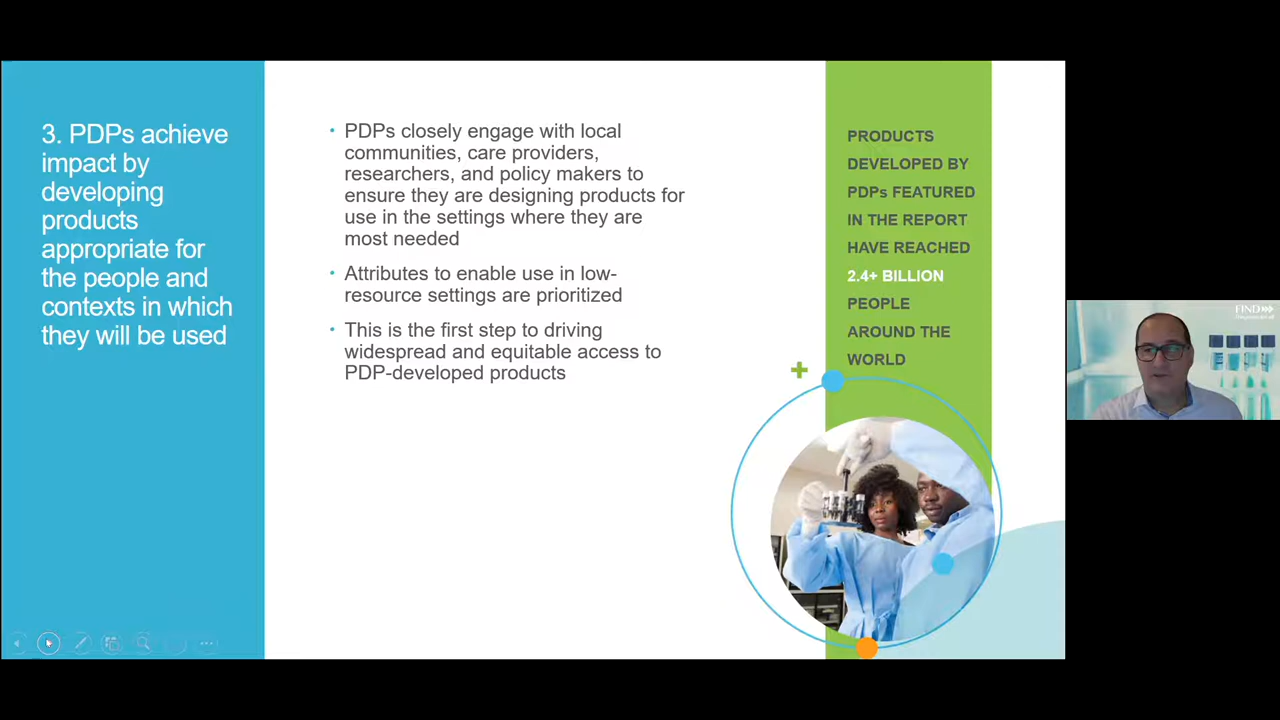 3. PDPs achieve
impact by
developing
products
appropriate for
the people and
contexts in which
they will be used
• PDPs closely engage with local
communities, care providers,
researchers, and policy makers to
ensure they are designing products for
use in the settings where they are
most needed
• Attributes to enable use in low-
resource settings are prioritized
• This is the first step to driving
widespread and equitable access to
PDP-developed products
PRODUCTS
DEVELOPED BY
PDPs FEATURED
IN THE REPORT
HAVE REACHED
2.4+ BILLION
PEOPLE
AROUND THE
WORLD
FIND